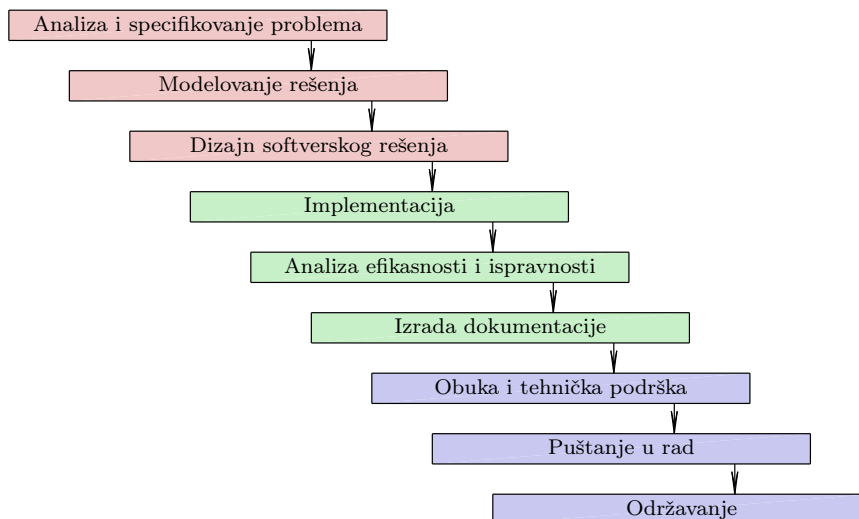 Analiza i specifikovanje problema
Modelovanje rešenja
Dizajn softverskog rešenja
Implementacija
Analiza efikasnosti i ispravnosti
Izrada dokumentacije
Obuka i tehnička podrška
Puštanje u rad
Održavanje